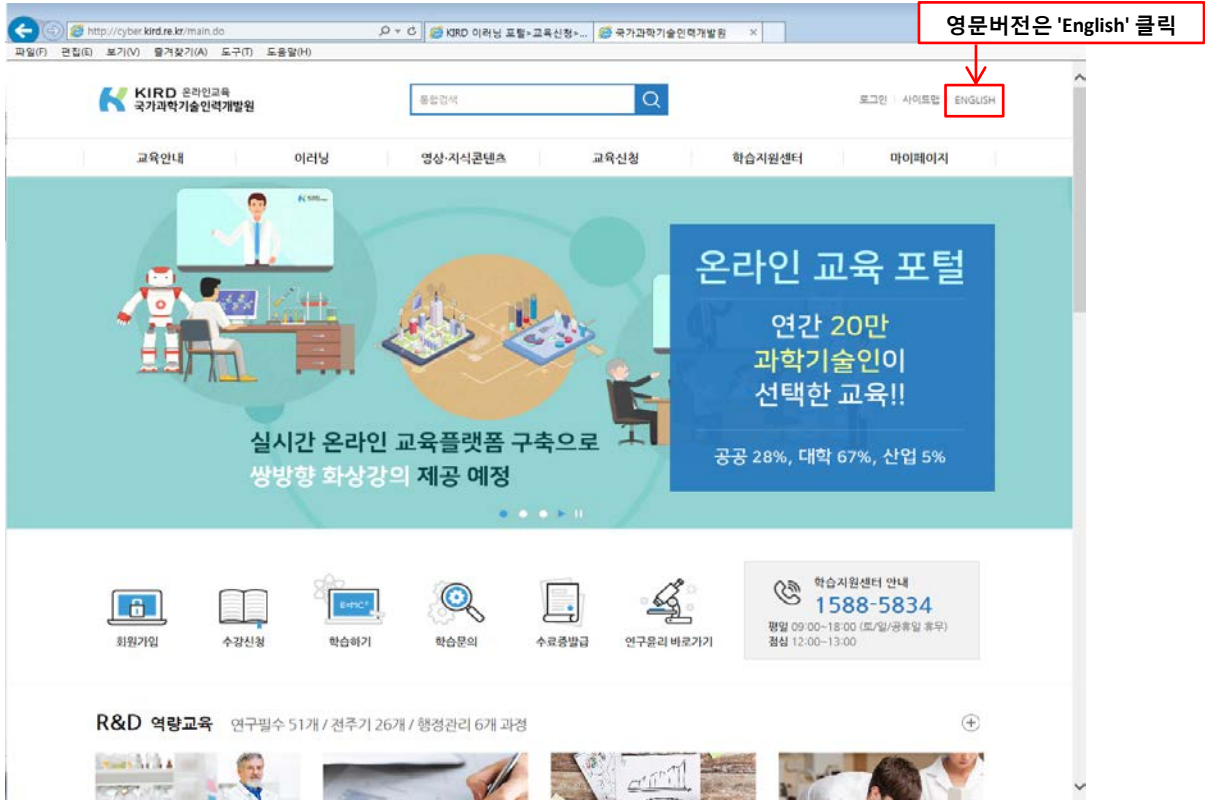 영문버전은 'English' 클릭
http://cyber.kird.re.kr/main.do
KIRD 이러닝 포털>교육신청>...
국가과학기술인력개발원
파일(F) 편집(E) 보기(V) 즐겨찾기(A) 도구(T) 도움말(H)
KIRD 온라인교육
국가과학기술인력개발원
통합검색
로그인 사이트맵 ENGLISH
교육안내 이러닝 영상·지식콘텐츠 교육신청 학습지원센터 마이페이지
온라인 교육 포털
연간 20만
과학기술인이
선택한 교육!!
공공 28%, 대학 67%, 산업 5%
실시간 온라인 교육플랫폼 구축으로
쌍방향 화상강의 제공 예정
E=MC²
회원가입 수강신청 학습하기 학습문의 수료증발급 연구윤리 바로가기
학습지원센터 안내
1588-5834
평일 09:00~18:00 (토/일/공휴일 휴무)
점심 12:00~13:00
R&D 역량교육 연구필수 51개 / 전주기 26개 / 행정관리 6개 과정